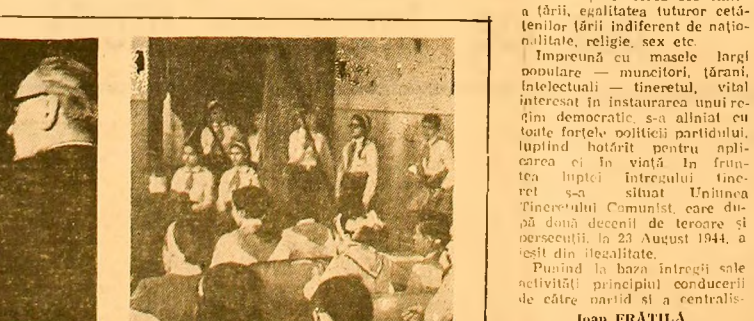 a țării, egalitatea tuturor cetă-
țenilor țării indiferent de națio-
nalitate, religie, sex etc.
Împreună cu masele largi
populare — muncitori, țărani,
intelectuali — tineretul, vital
interesat în instaurarea unui re-
gim democratic, s-a aliniat cu
toate forțele politicii partidului,
luptînd hotărît pentru apli-
carea ei în viață. În frun-
tea luptei întregului tine-
ret s-a situat Uniunea
Tineretului Comunist, care du-
pă două decenii de teroare și
persecuții, la 23 August 1944, a
ieșit din ilegalitate.
Punînd la baza întregii sale
activități principiul conducerii
de către partid și a centralis-
Ioan FRĂȚILĂ